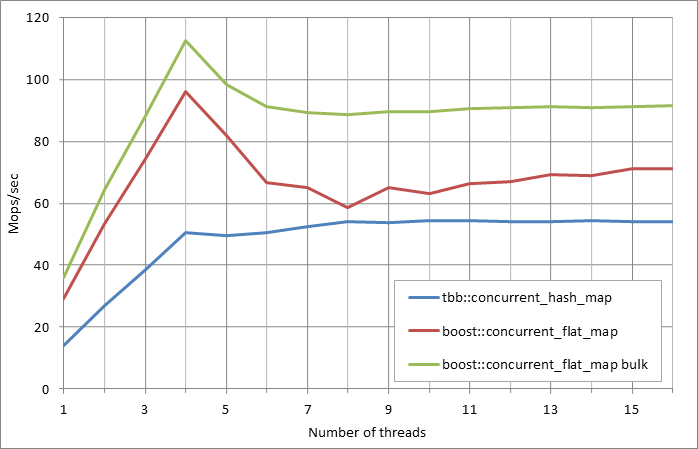 Mops/sec
120
100
80
60
40
20
0
1 3 5 7 9 11 13 15
Number of threads
tbb::concurrent_hash_map
boost::concurrent_flat_map
boost::concurrent_flat_map bulk